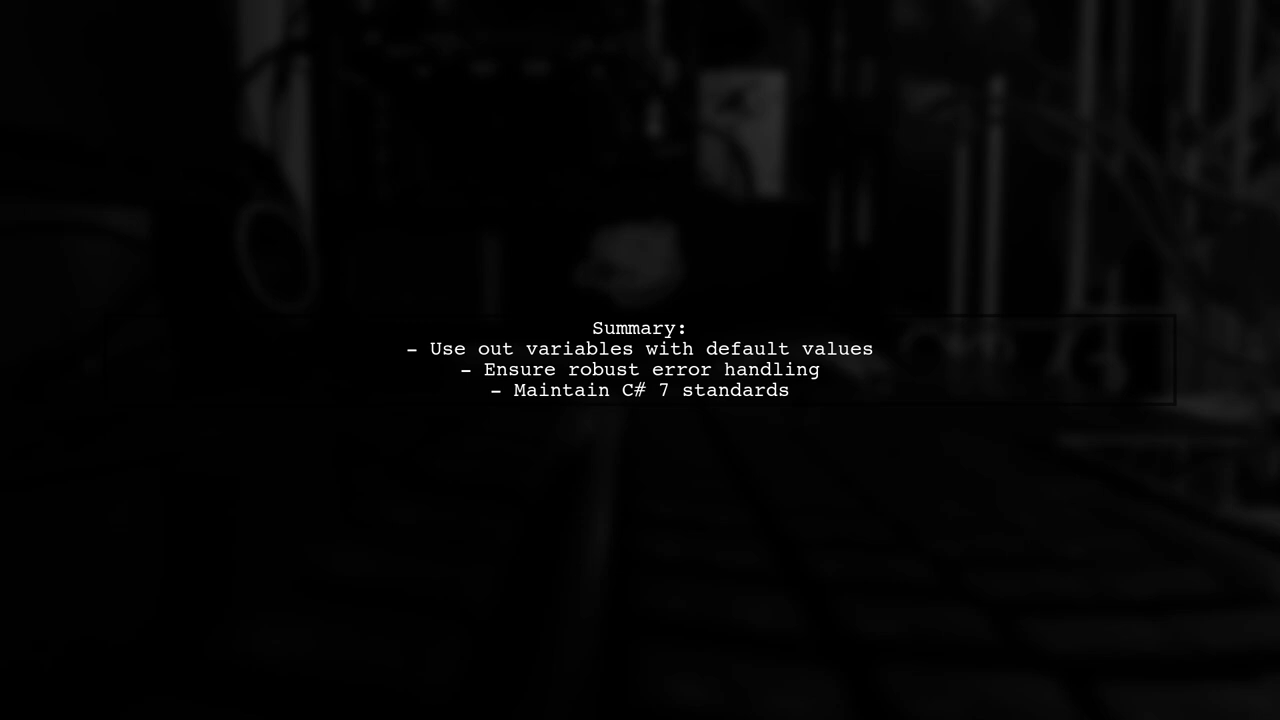 Summary:
- Use out variables with default values
- Ensure robust error handling
- Maintain C# 7 standards